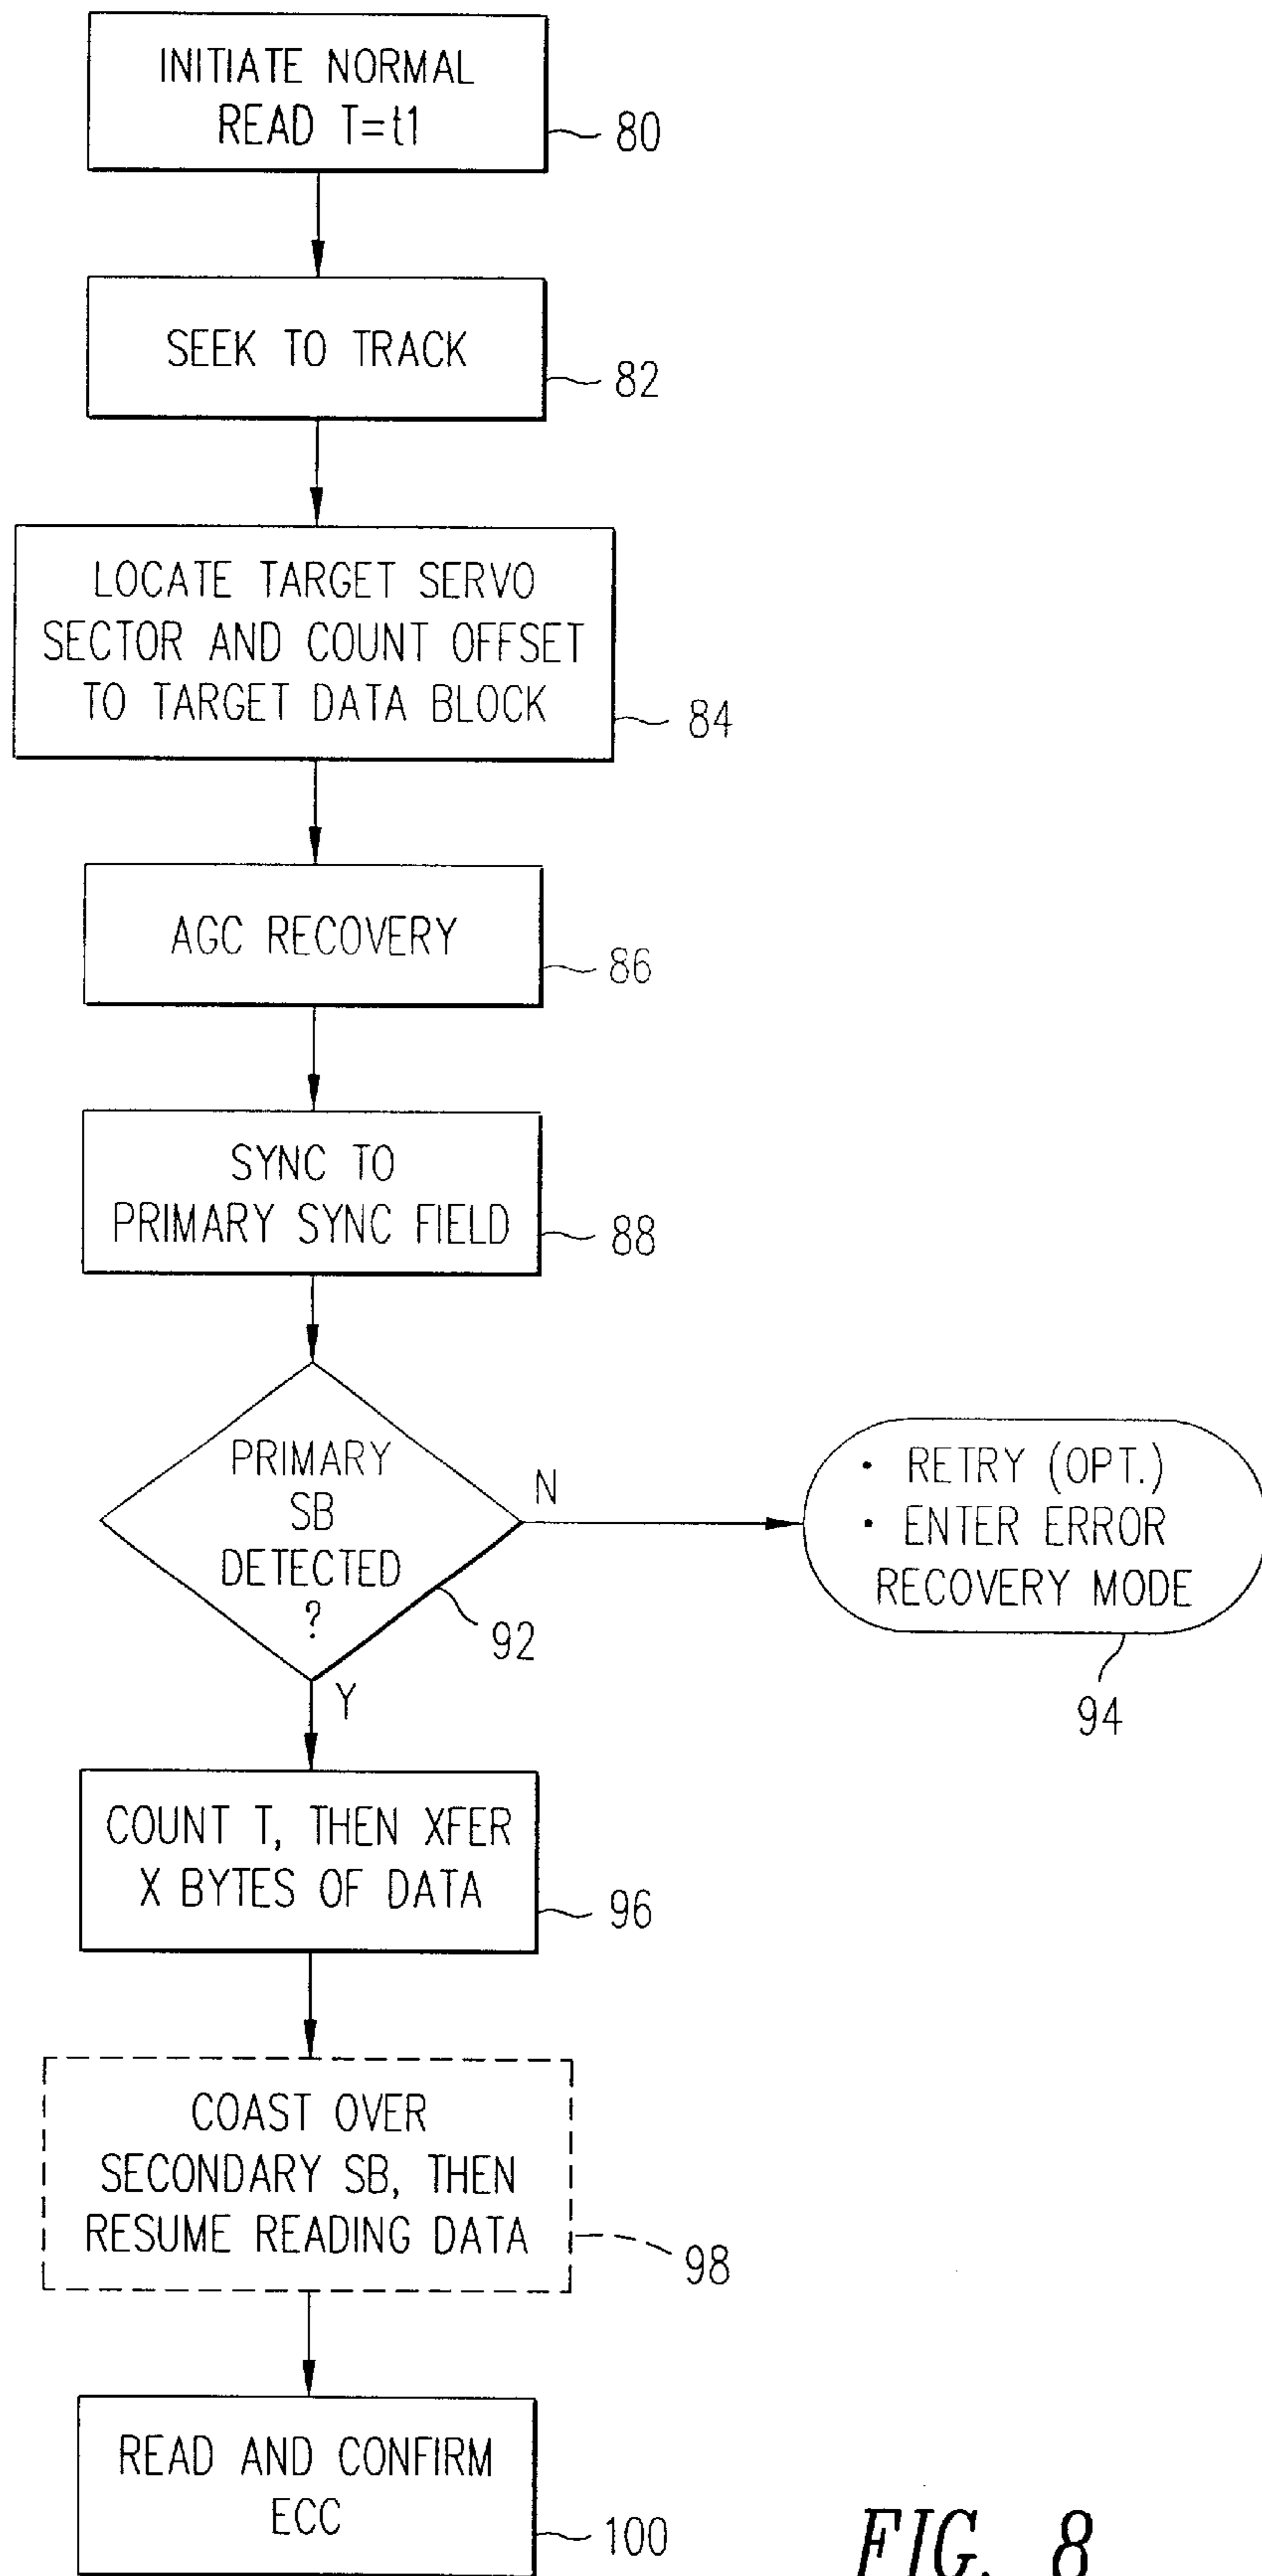 INITIATE NORMAL
READ T=t1
80
SEEK TO TRACK
82
LOCATE TARGET SERVO
SECTOR AND COUNT OFFSET
TO TARGET DATA BLOCK
84
AGC RECOVERY
86
SYNC TO
PRIMARY SYNC FIELD
88
PRIMARY
SB
DETECTED
?
92
N
• RETRY (OPT.)
• ENTER ERROR
RECOVERY MODE
94
Y
COUNT T, THEN XFER
X BYTES OF DATA
96
COAST OVER
SECONDARY SB, THEN
RESUME READING DATA
98
READ AND CONFIRM
ECC
100
FIG. 8